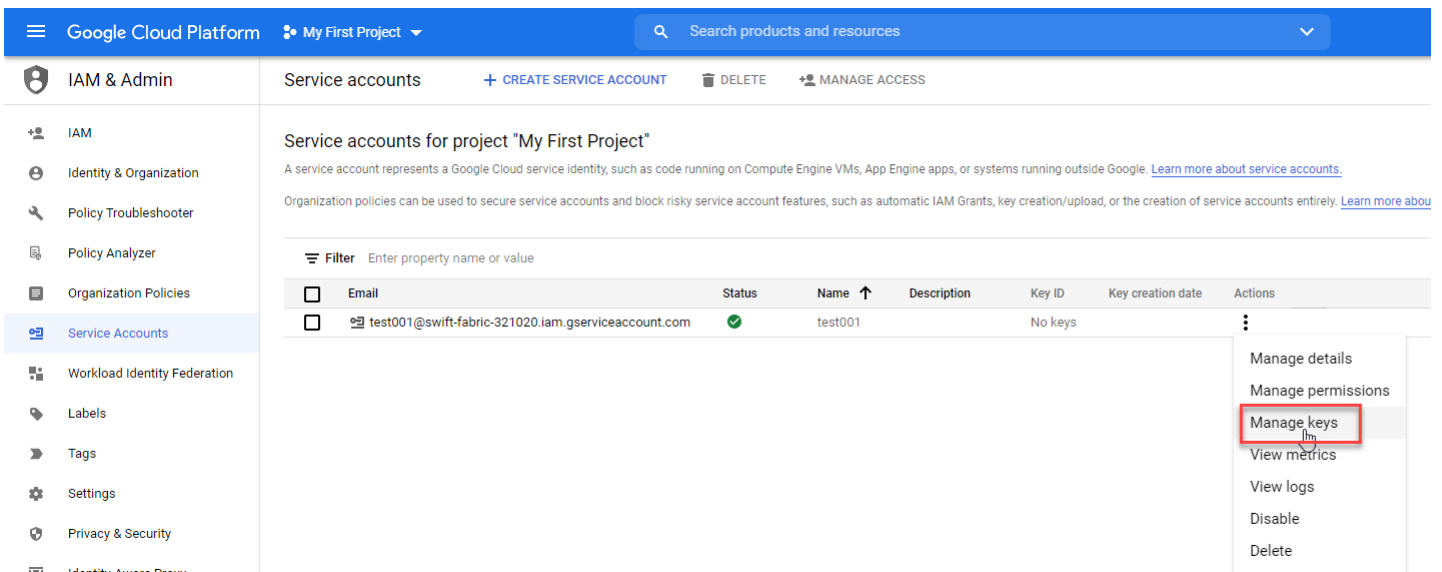 Google Cloud Platform My First Project Search products and resources
IAM & Admin
Service accounts CREATE SERVICE ACCOUNT DELETE MANAGE ACCESS
IAM
Identity & Organization
Policy Troubleshooter
Policy Analyzer
Organization Policies
Service Accounts
Workload Identity Federation
Labels
Tags
Settings
Privacy & Security
Service accounts for project "My First Project"
A service account represents a Google Cloud service identity, such as code running on Compute Engine VMs, App Engine apps, or systems running outside Google. Learn more about service accounts.
Organization policies can be used to secure service accounts and block risky service account features, such as automatic IAM Grants, key creation/upload, or the creation of service accounts entirely. Learn more abou
Filter Enter property name or value
Email Status Name Description Key ID Key creation date Actions
test001@swift-fabric-321020.iam.gserviceaccount.com test001 No keys
Manage details
Manage permissions
Manage keys
View metrics
View logs
Disable
Delete